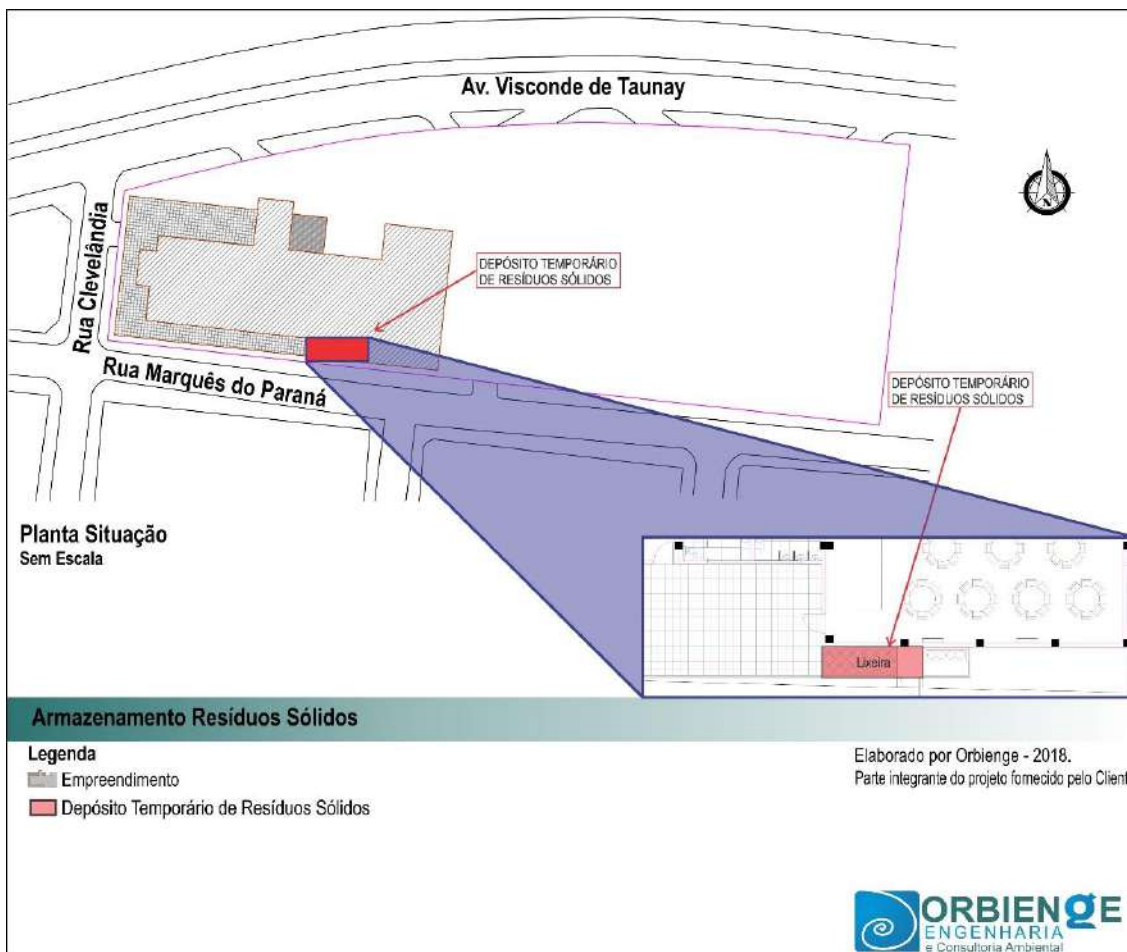 Av. Visconde de Taunay
N
Rua Clevelândia
DEPÓSITO TEMPORÁRIO
DE RESÍDUOS SÓLIDOS
Rua Marquês do Paraná
DEPÓSITO TEMPORÁRIO
DE RESÍDUOS SÓLIDOS
Planta Situação
Sem Escala
Lixeira
Armazenamento Resíduos Sólidos
Legenda
Empreendimento
Depósito Temporário de Resíduos Sólidos
Elaborado por Orbienge - 2018.
Parte integrante do projeto fornecido pelo Client
ORBIENGE
ENGENHARIA
e Consultoria Ambiental